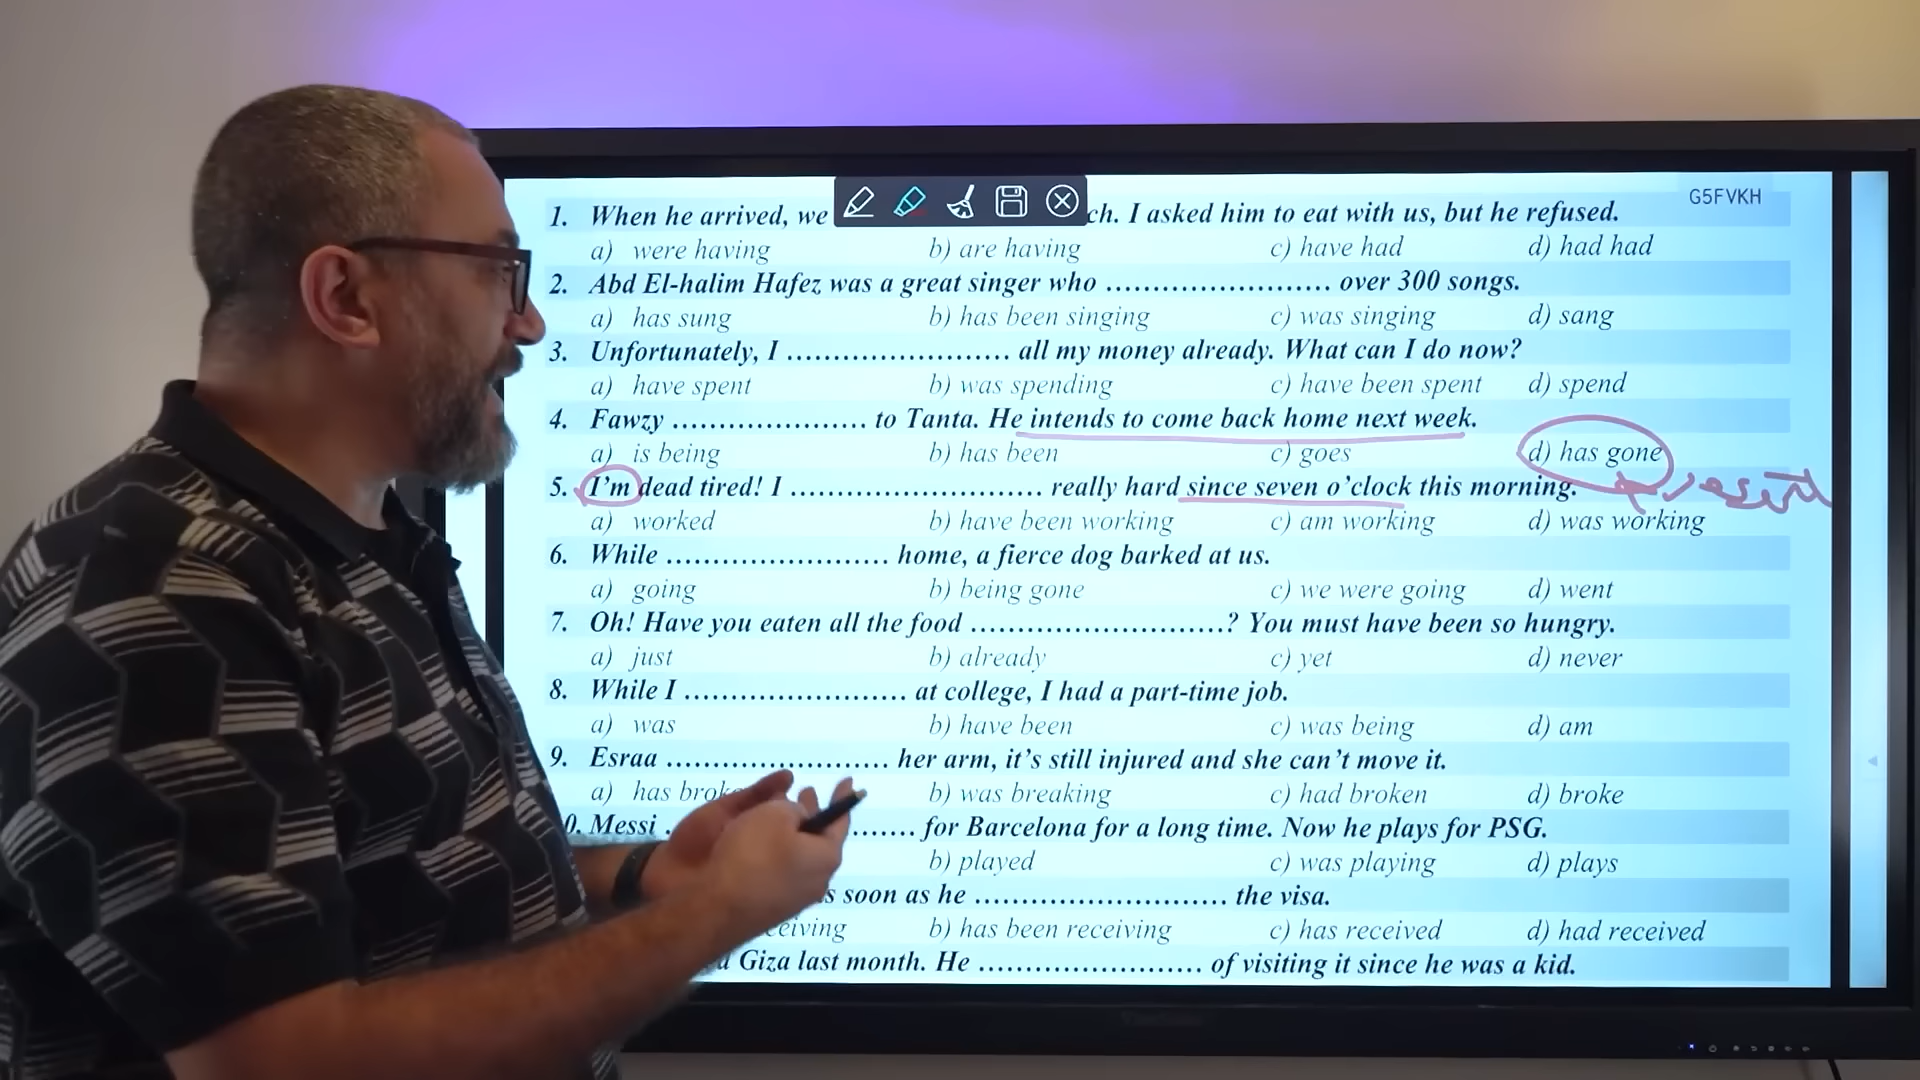 G5FVKH
1. When he arrived, we ch. I asked him to eat with us, but he refused.
a) were having b) are having c) have had d) had had
2. Abd El-halim Hafez was a great singer who ........................ over 300 songs.
a) has sung b) has been singing c) was singing d) sang
3. Unfortunately, I ........................ all my money already. What can I do now?
a) have spent b) was spending c) have been spent d) spend
4. Fawzy ..................... to Tanta. He intends to come back home next week.
a) is being b) has been c) goes d) has gone
5. I'm dead tired! I ........................... really hard since seven o'clock this morning.
present
a) worked b) have been working c) am working d) was working
6. While ........................ home, a fierce dog barked at us.
a) going b) being gone c) we were going d) went
7. Oh! Have you eaten all the food ...........................? You must have been so hungry.
a) just b) already c) yet d) never
8. While I ........................ at college, I had a part-time job.
a) was b) have been c) was being d) am
9. Esraa ........................ her arm, it's still injured and she can't move it.
a) has brok b) was breaking c) had broken d) broke
0. Messi ......... for Barcelona for a long time. Now he plays for PSG.
b) played c) was playing d) plays
s soon as he ........................... the visa.
ceiving b) has been receiving c) has received d) had received
Giza last month. He ........................ of visiting it since he was a kid.